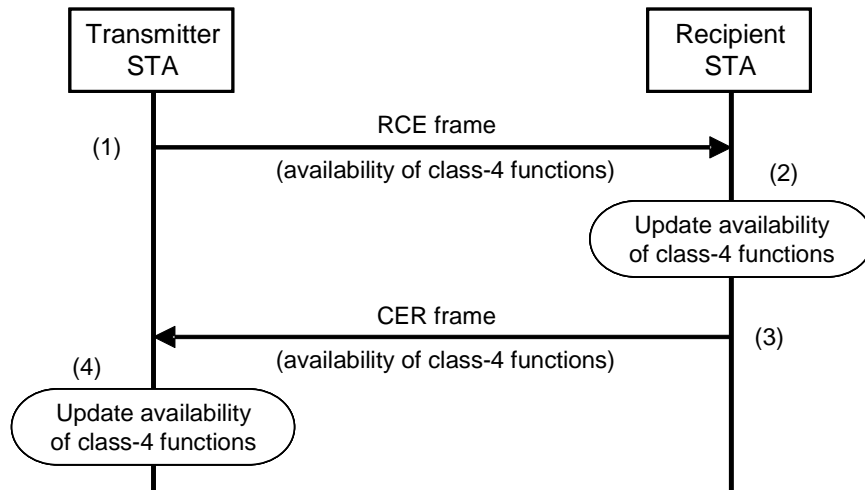 Transmitter
STA
Recipient
STA
RCE frame
(1)
(availability of class-4 functions)
(2)
Update availability
of class-4 functions
CER frame
(3)
(availability of class-4 functions)
(4)
Update availability
of class-4 functions